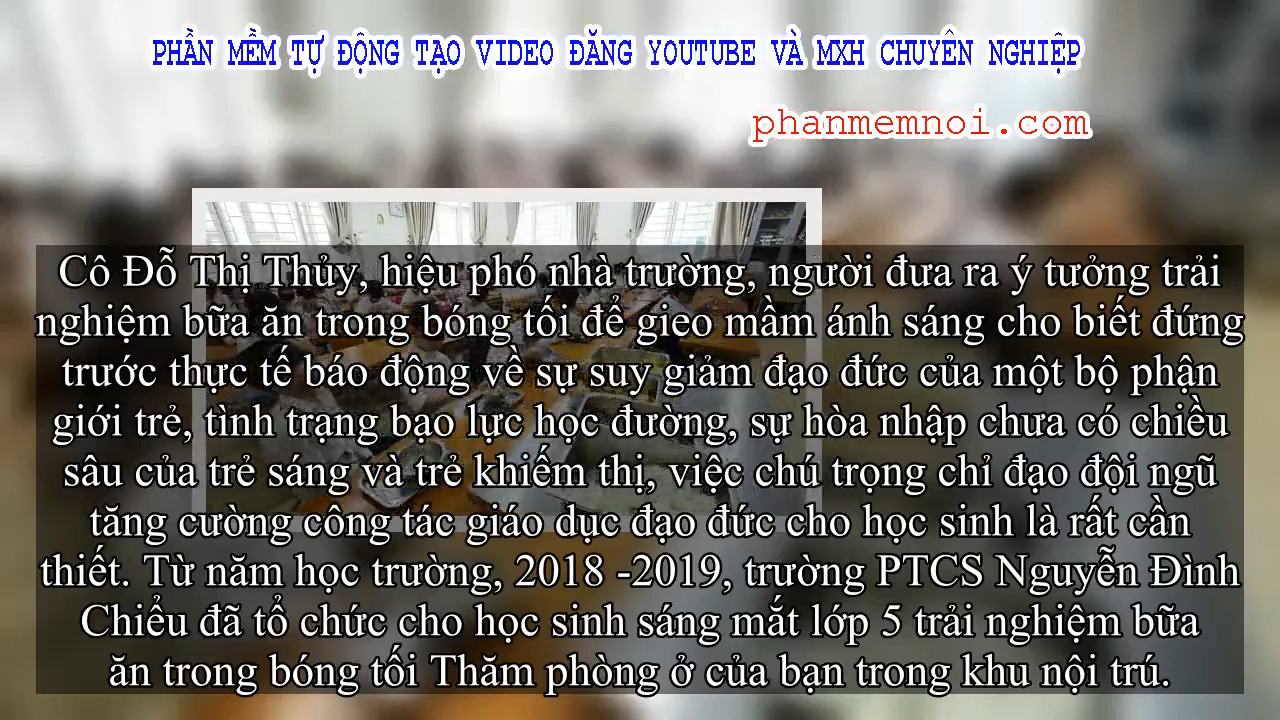 PHẦN MỀM TỰ ĐỘNG TẠO VIDEO ĐĂNG YOUTUBE VÀ MXH CHUYÊN NGHIỆP
phanmemnoi.com
Cô Đỗ Thị Thủy, hiệu phó nhà trường, người đưa ra ý tưởng trải
nghiệm bữa ăn trong bóng tối để gieo mầm ánh sáng cho biết đứng
trước thực tế báo động về sự suy giảm đạo đức của một bộ phận
giới trẻ, tình trạng bạo lực học đường, sự hòa nhập chưa có chiều
sâu của trẻ sáng và trẻ khiếm thị, việc chú trọng chỉ đạo đội ngũ
tăng cường công tác giáo dục đạo đức cho học sinh là rất cần
thiết. Từ năm học trường, 2018 -2019, trường PTCS Nguyễn Đình
Chiểu đã tổ chức cho học sinh sáng mắt lớp 5 trải nghiệm bữa
ăn trong bóng tối Thăm phòng ở của bạn trong khu nội trú.